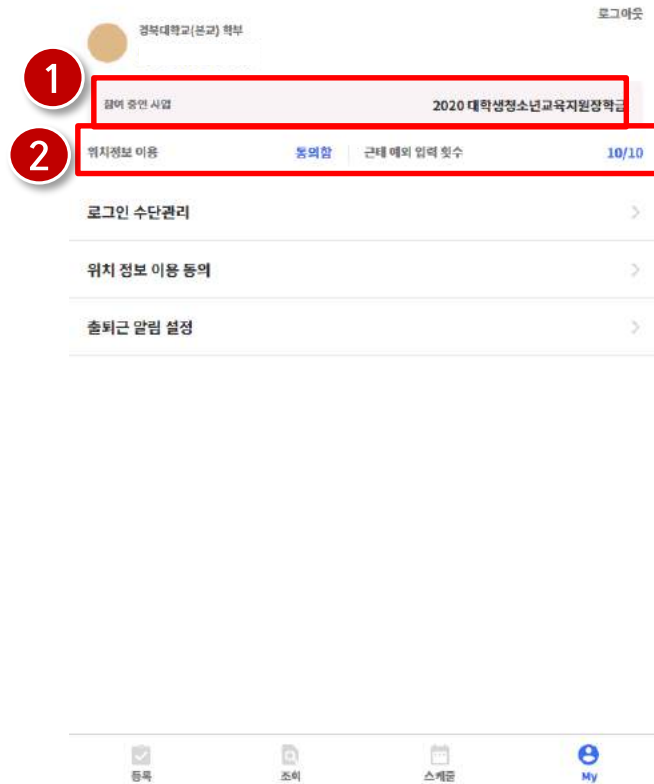 로그아웃
경북대학교(본교) 학부
1
참여 중인 사업 2020 대학생청소년교육지원장학금
2
위치정보 이용 동의함 근태 예외 입력 횟수 10/10
로그인 수단관리
위치 정보 이용 동의
출퇴근 알림 설정
등록 조회 스케줄 My